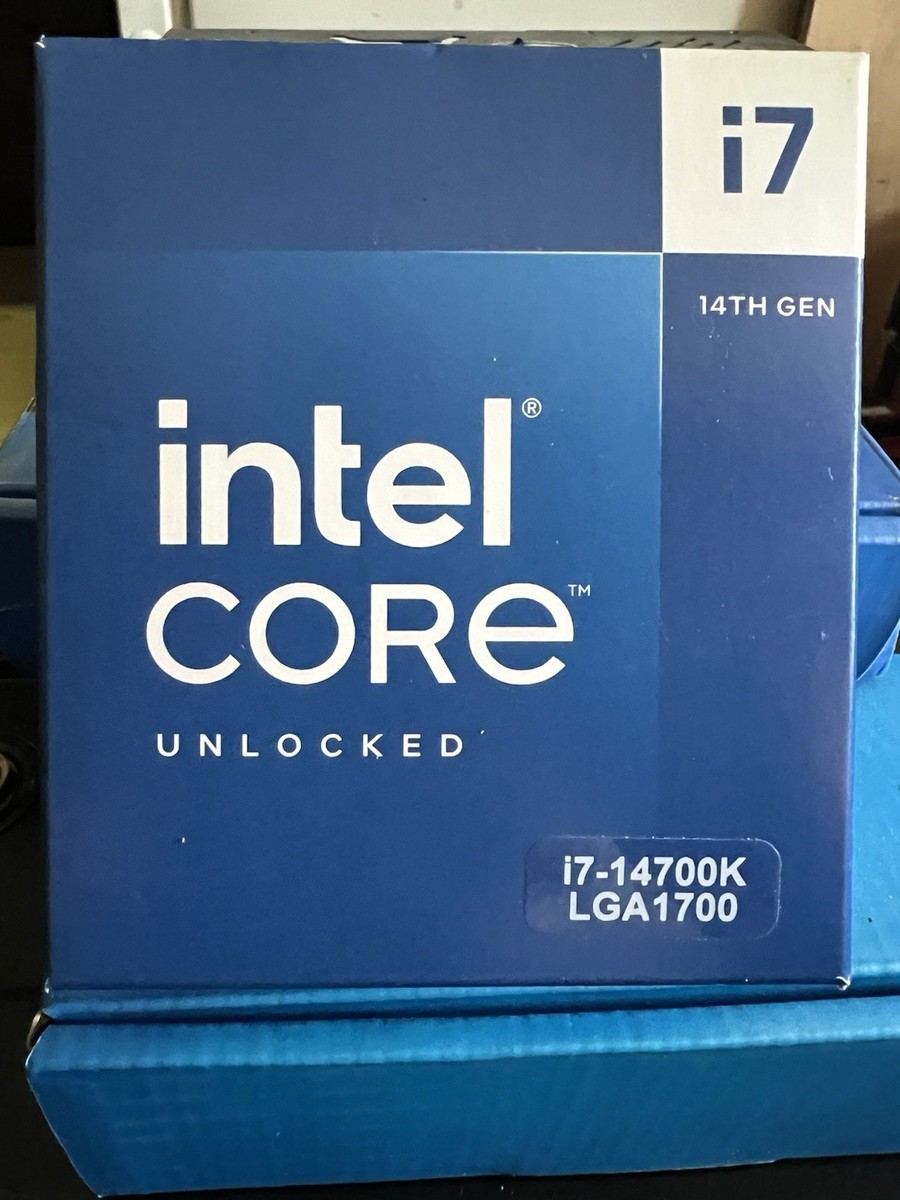 i7
14TH GEN
intel®
CORE™
UNLOCKED
i7-14700K
LGA1700